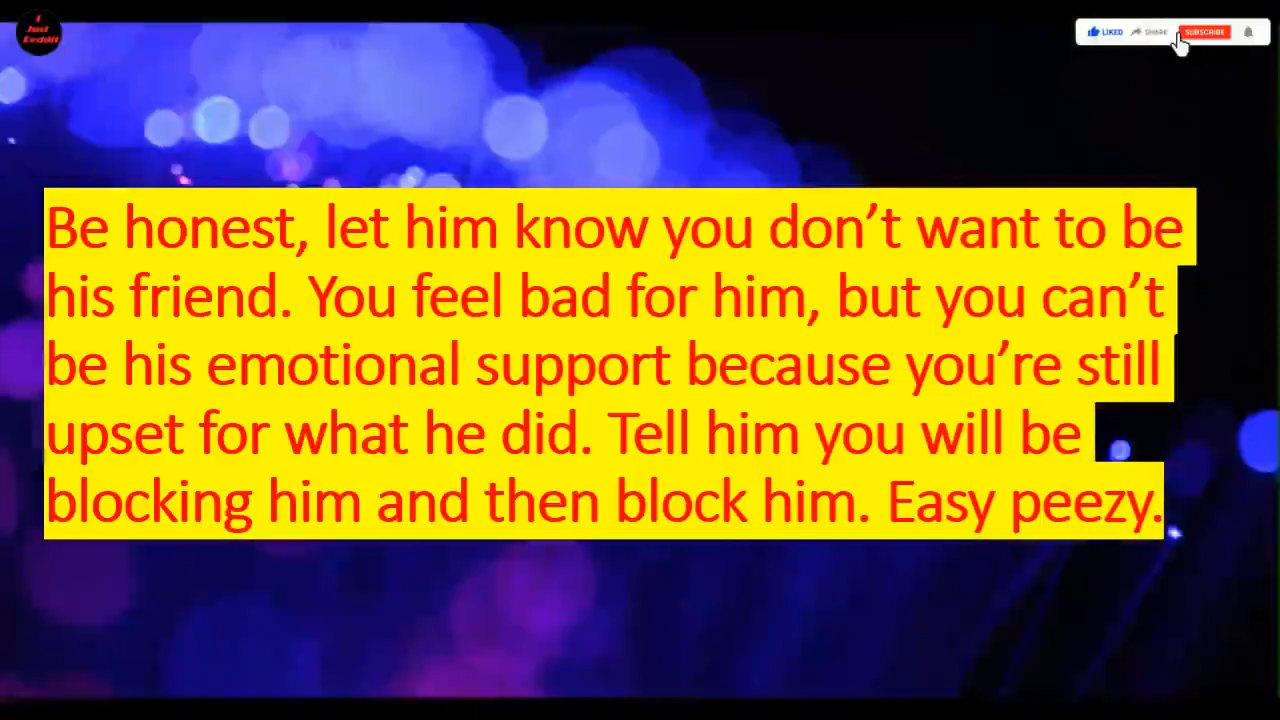 I
Just
Reddit
LIKED SHARE SUBSCRIBE
Be honest, let him know you don’t want to be
his friend. You feel bad for him, but you can’t
be his emotional support because you’re still
upset for what he did. Tell him you will be
blocking him and then block him. Easy peezy.